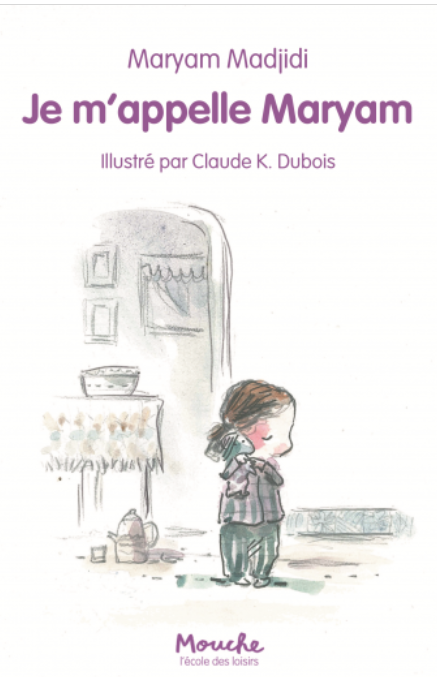 Maryam Madjidi
Je m'appelle Maryam
Illustré par Claude K. Dubois
Mouche
l'école des loisirs